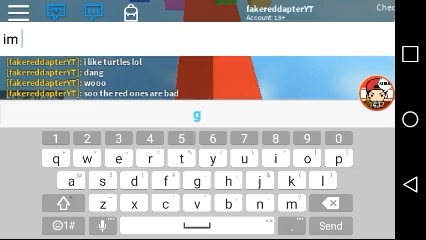 fakereddapterYT
Account: 13+
Chec
im
[fakereddapterYT]: i like turtles lol
[fakereddapterYT]: dang
[fakereddapterYT]: wooo
[fakereddapterYT]: soo the red ones are bad
g
1 2 3 4 5 6 7 8 9 0
q w e r t y u i o p
a s d f g h j k l
z x c v b n m
1# Send